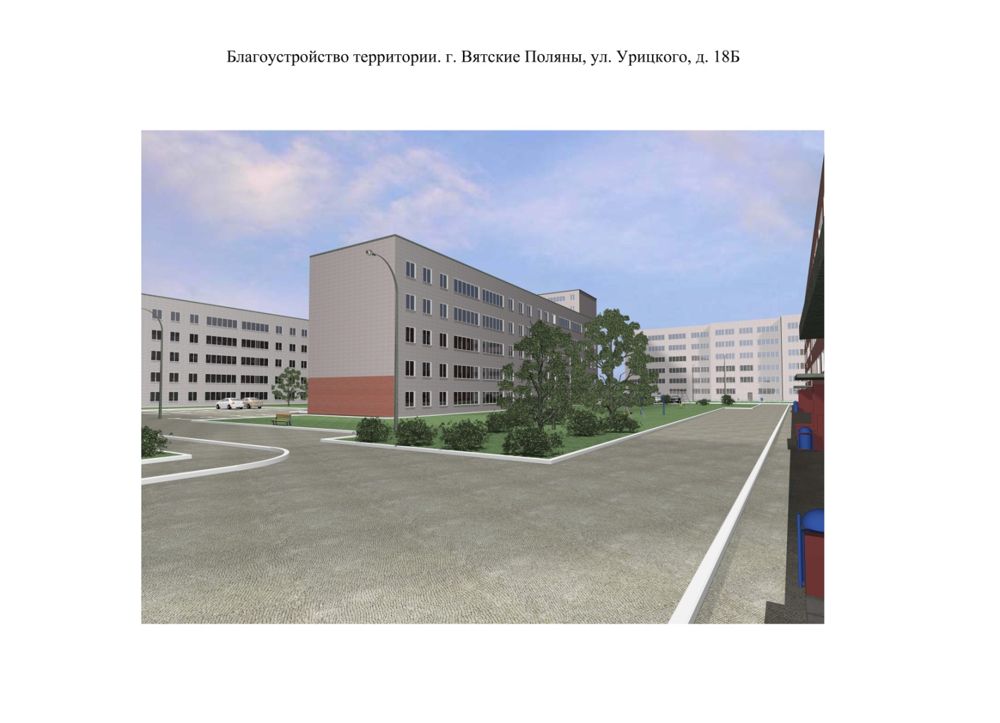 Благоустройство территории. г. Вятские Поляны, ул. Урицкого, д. 18Б